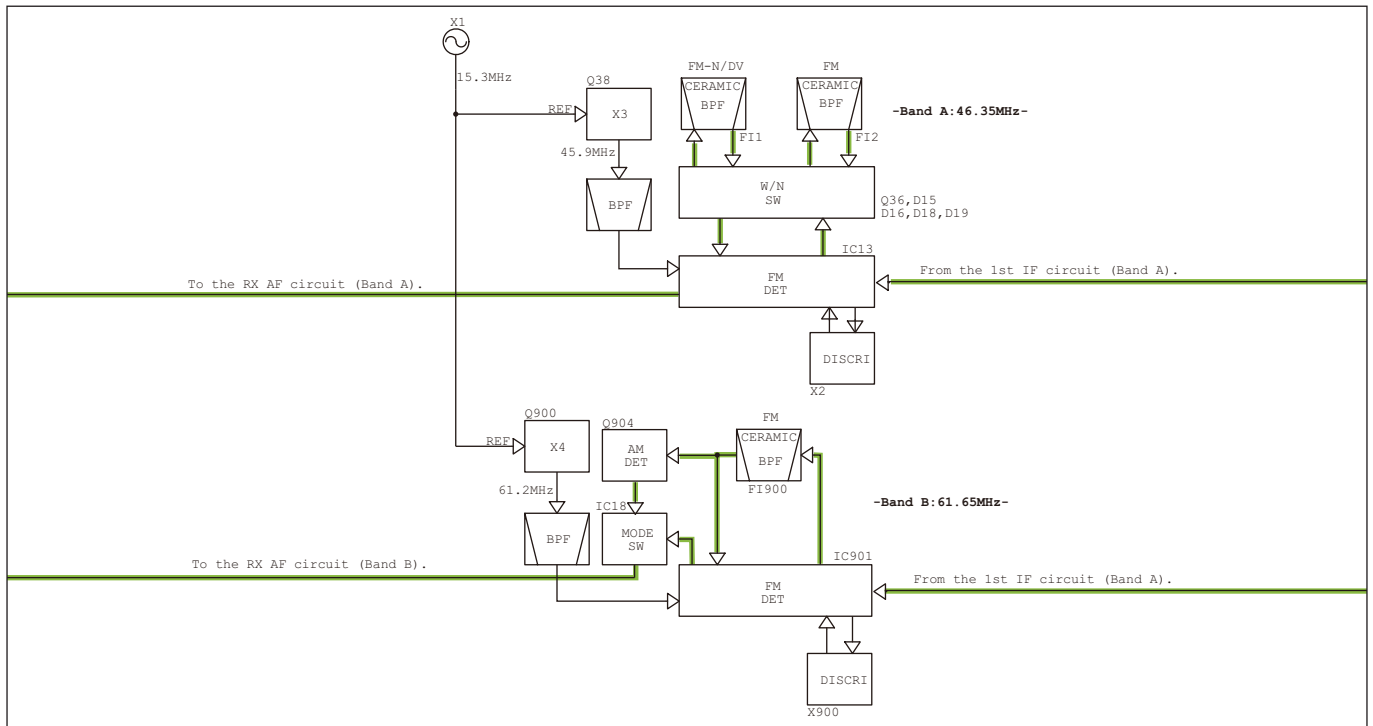 X1
15.3MHz
Q38
REF
X3
45.9MHz
BPF
FM-N/DV
CERAMIC
BPF
FI1
FM
CERAMIC
BPF
FI2
-Band A:46.35MHz-
W/N
SW
Q36,D15
D16,D18,D19
IC13
FM
DET
From the 1st IF circuit (Band A).
To the RX AF circuit (Band A).
DISCRI
X2
Q900
REF
X4
61.2MHz
BPF
Q904
AM
DET
FM
CERAMIC
BPF
FI900
-Band B:61.65MHz-
IC18
MODE
SW
IC901
FM
DET
From the 1st IF circuit (Band A).
To the RX AF circuit (Band B).
DISCRI
X900